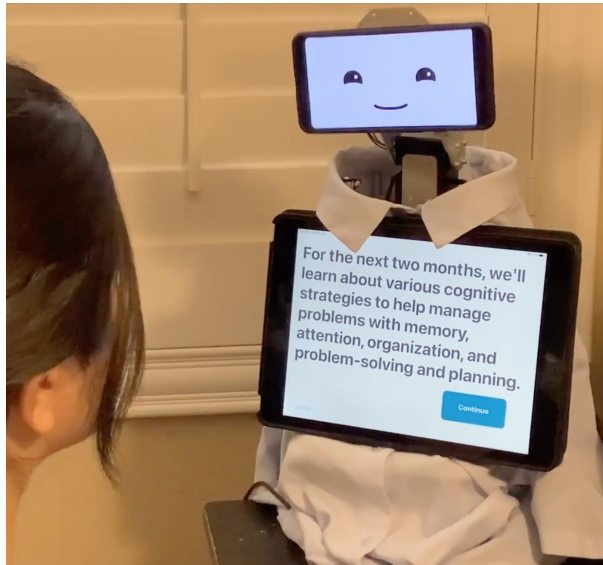 For the next two months, we'll
learn about various cognitive
strategies to help manage
problems with memory,
attention, organization, and
problem-solving and planning.
Continue